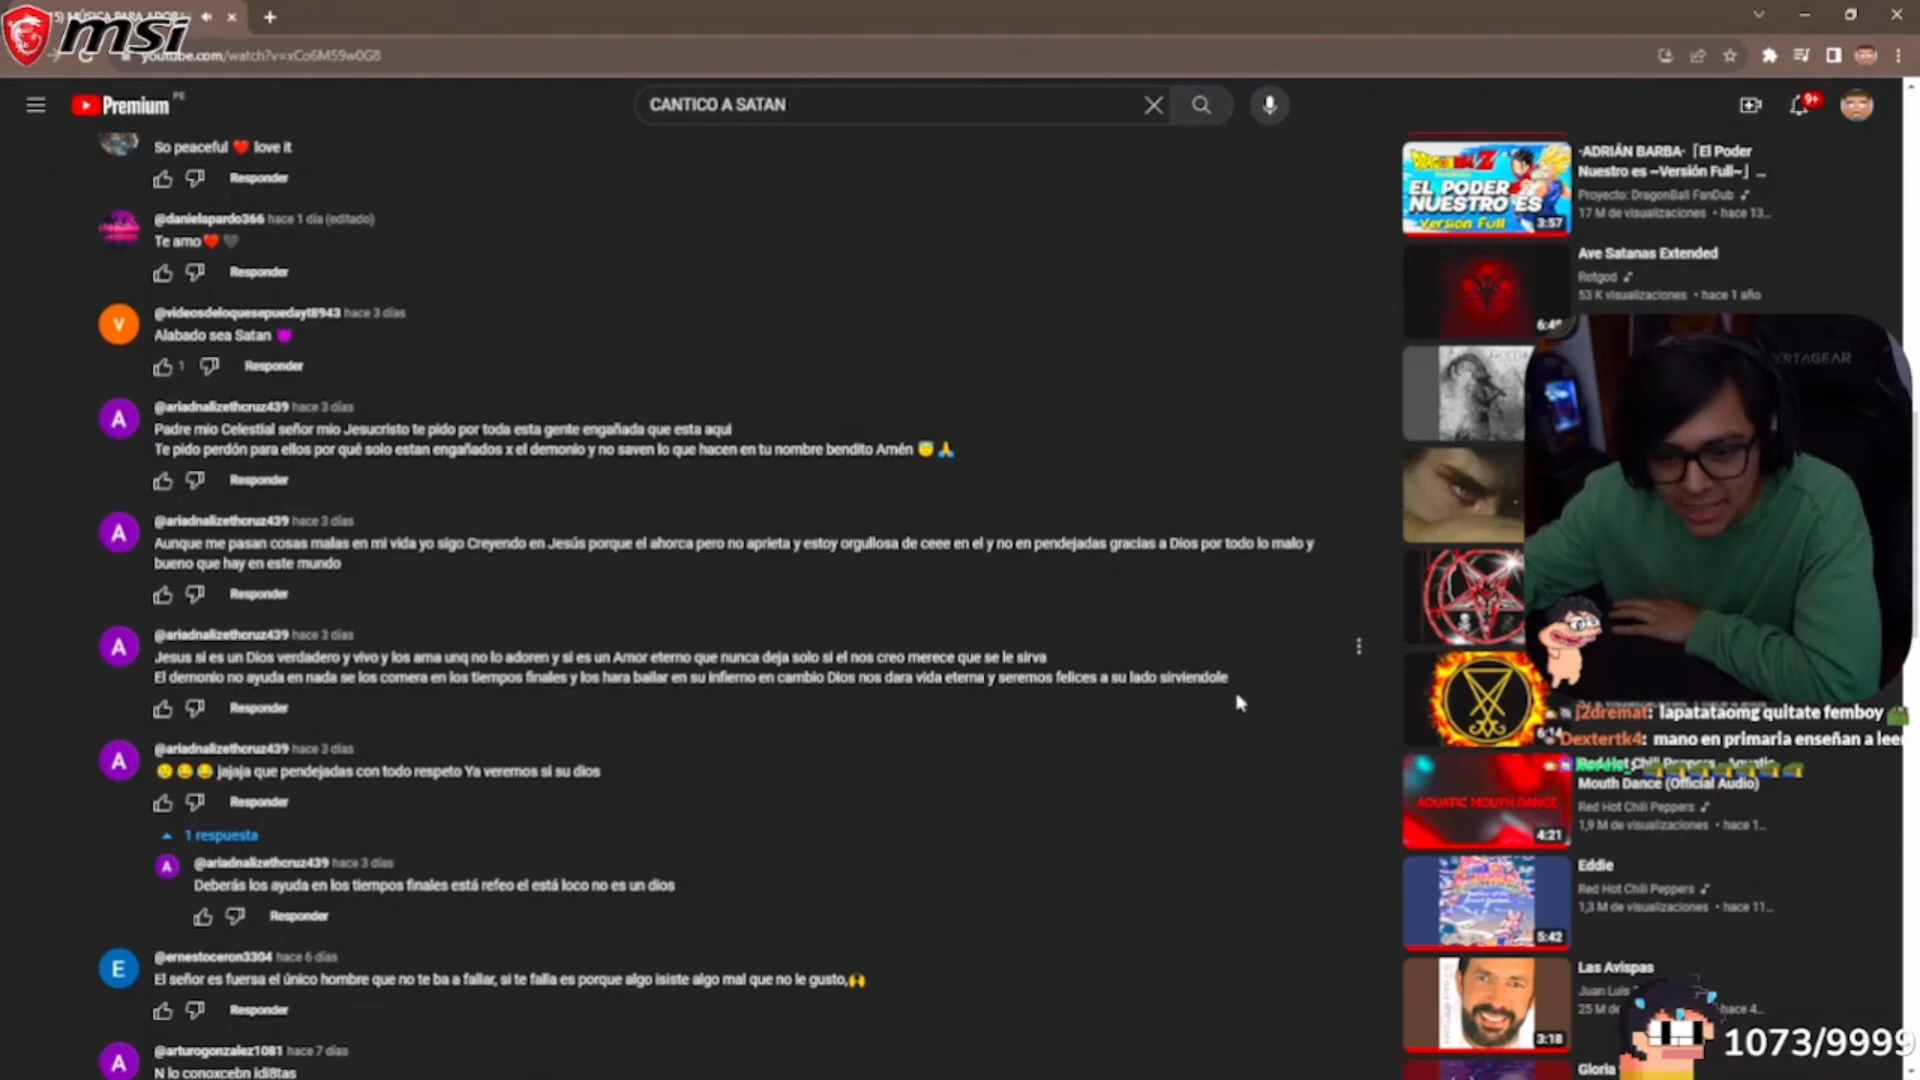 msi
youtube.com/watch?v=xCo6M59w0G8
Premium PE
CANTICO A SATAN
9+
So peaceful ❤️ love it
Responder
@danielapardo366 hace 1 día (editado)
Te amo❤️🖤
Responder
@videosdeloquesepuedayt8943 hace 3 días
Alabado sea Satan 😈
1 Responder
@ariadnalizethcruz439 hace 3 días
Padre mio Celestial señor mio Jesucristo te pido por toda esta gente engañada que esta aqui
Te pido perdón para ellos por qué solo estan engañados x el demonio y no saven lo que hacen en tu nombre bendito Amén 😇🙏
Responder
@ariadnalizethcruz439 hace 3 días
Aunque me pasan cosas malas en mi vida yo sigo Creyendo en Jesús porque el ahorca pero no aprieta y estoy orgullosa de ceee en el y no en pendejadas gracias a Dios por todo lo malo y
bueno que hay en este mundo
Responder
@ariadnalizethcruz439 hace 3 días
Jesus si es un Dios verdadero y vivo y los ama unq no lo adoren y si es un Amor eterno que nunca deja solo si el nos creo merece que se le sirva
El demonio no ayuda en nada se los comera en los tiempos finales y los hara bailar en su infierno en cambio Dios nos dara vida eterna y seremos felices a su lado sirviendole
Responder
@ariadnalizethcruz439 hace 3 días
jajaja que pendejadas con todo respeto Ya veremos si su dios
Responder
1 respuesta
@ariadnalizethcruz439 hace 3 días
Deberás los ayuda en los tiempos finales está refeo el está loco no es un dios
Responder
@ernestoceron3304 hace 6 días
El señor es fuersa el único hombre que no te ba a fallar, si te falla es porque algo isiste algo mal que no le gusto,🙌
Responder
@arturogonzalez1081 hace 7 días
N lo conoxcebn idi8tas
DRAGON BALL Z
EL PODER
NUESTRO ES
Versión Full
3:57
-ADRIÁN BARBA-「El Poder
Nuestro es ~Versión Full~」...
Proyecto: DragonBall FanDub
17 M de visualizaciones • hace 13...
Ave Satanas Extended
Rotgod
53 K visualizaciones • hace 1 año
j2dremat: lapatataomg quitate femboy
6:14
Dextertk4: mano en primaria enseñan a leer
Red Hot Chili Peppers - Aquatic
Mouth Dance (Official Audio)
Red Hot Chili Peppers
1,9 M de visualizaciones • hace 1...
AQUATIC MOUTH DANCE
4:21
Eddie
Red Hot Chili Peppers
1,3 M de visualizaciones • hace 11...
5:42
Las Avispas
Juan Luis
25 M de hace 4...
3:18
Gloria
1073/9999